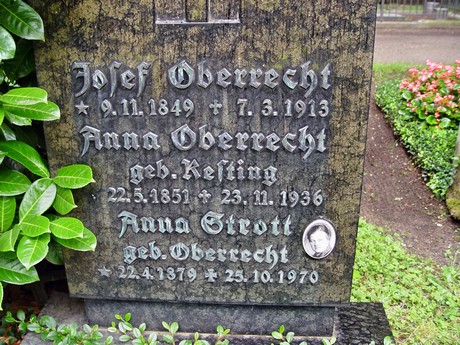 Josef Oberrecht
* 9.11.1849 + 7.3.1913
Anna Oberrecht
geb. Kesting
22.5.1851 + 23.11.1936
Anna Strott
geb. Oberrecht
* 22.4.1879 + 25.10.1970